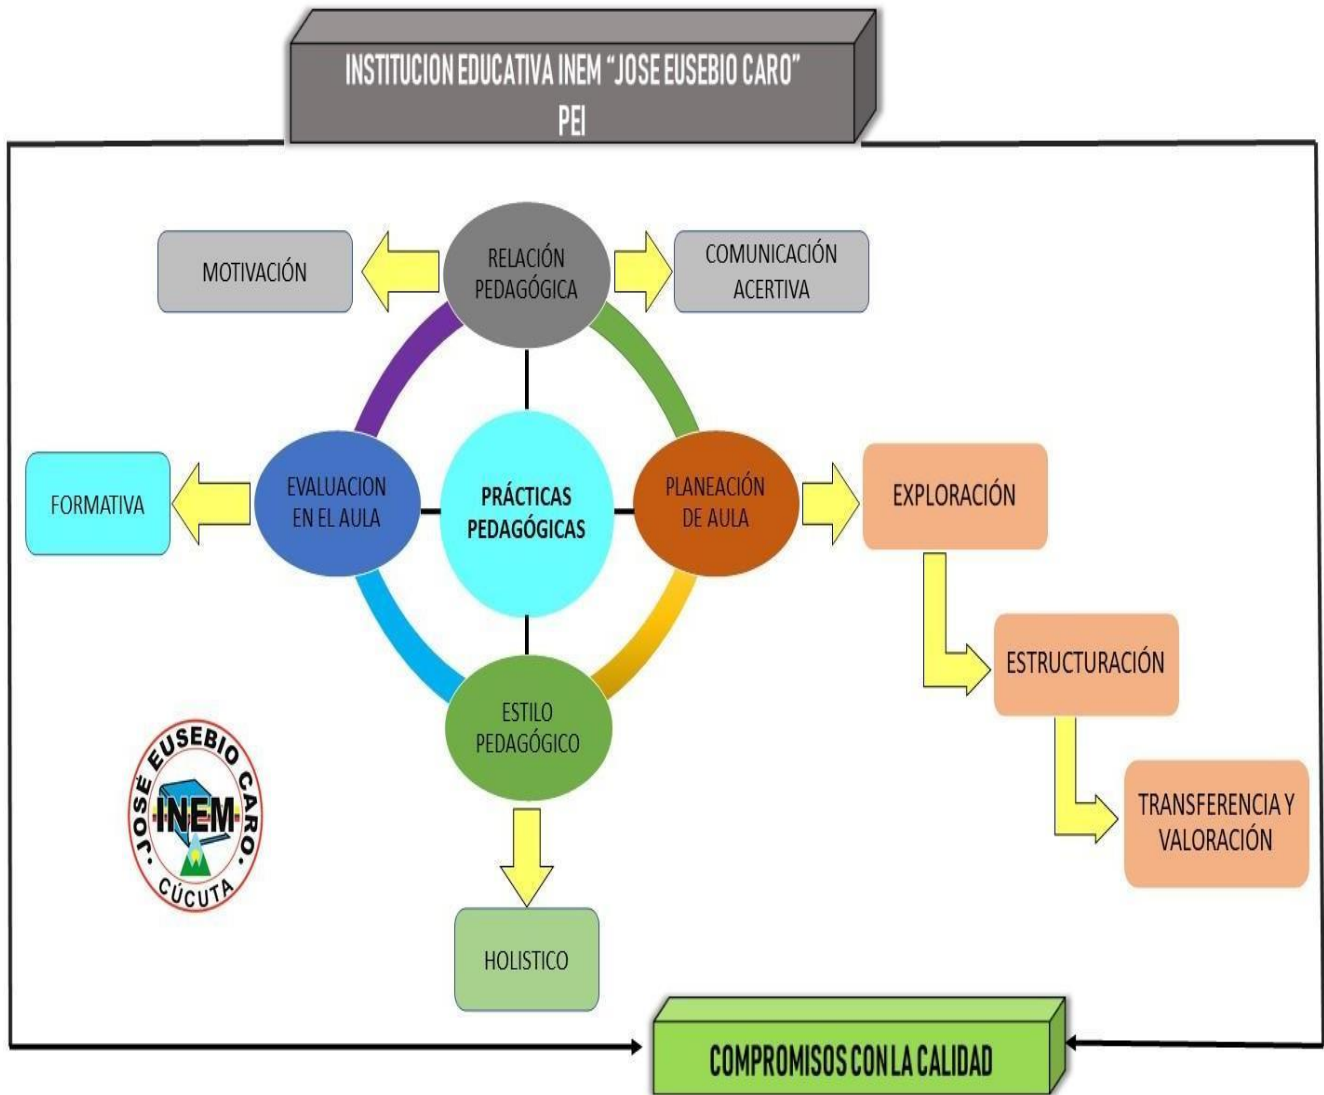 INSTITUCION EDUCATIVA INEM “JOSE EUSEBIO CARO”
PEI
RELACIÓN
PEDAGÓGICA
MOTIVACIÓN
COMUNICACIÓN
ACERTIVA
EVALUACION
EN EL AULA
PRÁCTICAS
PEDAGÓGICAS
PLANEACIÓN
DE AULA
FORMATIVA
EXPLORACIÓN
ESTRUCTURACIÓN
ESTILO
PEDAGÓGICO
TRANSFERENCIA Y
VALORACIÓN
JOSÉ EUSEBIO CARO
INEM
CÚCUTA
HOLISTICO
COMPROMISOS CON LA CALIDAD